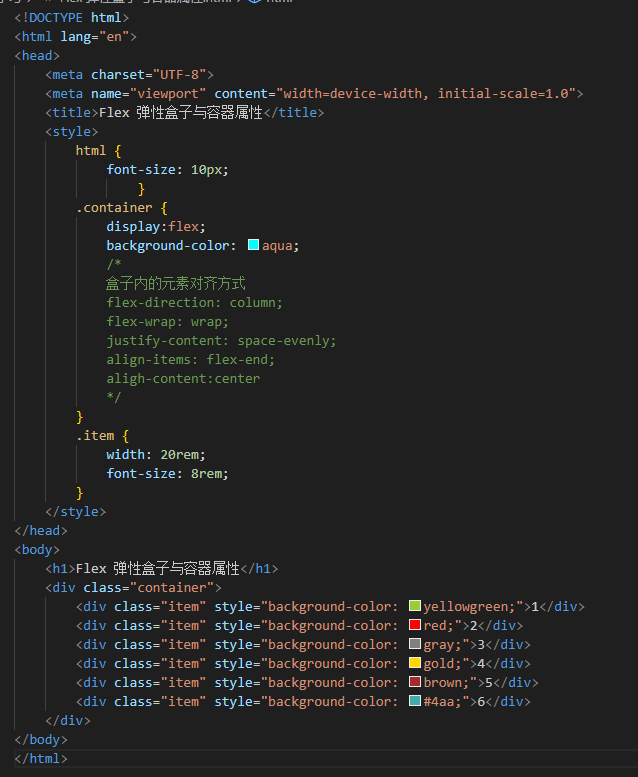 <!DOCTYPE html>
<html lang="en">
<head>
    <meta charset="UTF-8">
    <meta name="viewport" content="width=device-width, initial-scale=1.0">
    <title>Flex 弹性盒子与容器属性</title>
    <style>
        html {
            font-size: 10px;
                }
        .container {
            display:flex;
            background-color: aqua;
            /*
            盒子内的元素对齐方式
            flex-direction: column;
            flex-wrap: wrap;
            justify-content: space-evenly;
            align-items: flex-end;
            aligh-content:center
            */
        }
        .item {
            width: 20rem;
            font-size: 8rem;
        }
    </style>
</head>
<body>
    <h1>Flex 弹性盒子与容器属性</h1>
    <div class="container">
        <div class="item" style="background-color: yellowgreen;">1</div>
        <div class="item" style="background-color: red;">2</div>
        <div class="item" style="background-color: gray;">3</div>
        <div class="item" style="background-color: gold;">4</div>
        <div class="item" style="background-color: brown;">5</div>
        <div class="item" style="background-color: #4aa;">6</div>
    </div>
</body>
</html>